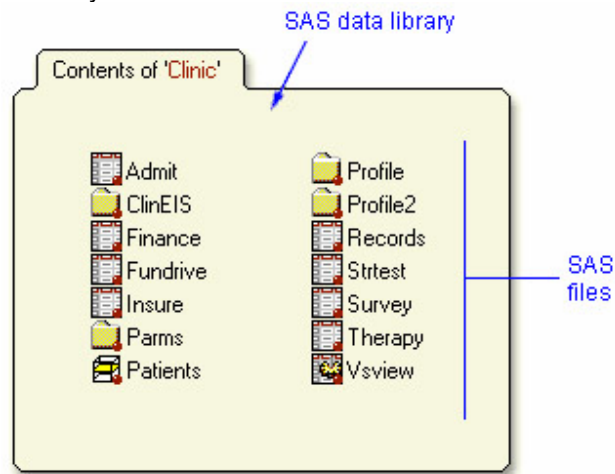 SAS data library
Contents of 'Clinic'
Admit
ClinEIS
Finance
Fundrive
Insure
Parms
Patients
Profile
Profile2
Records
Strtest
Survey
Therapy
Vsview
SAS
files